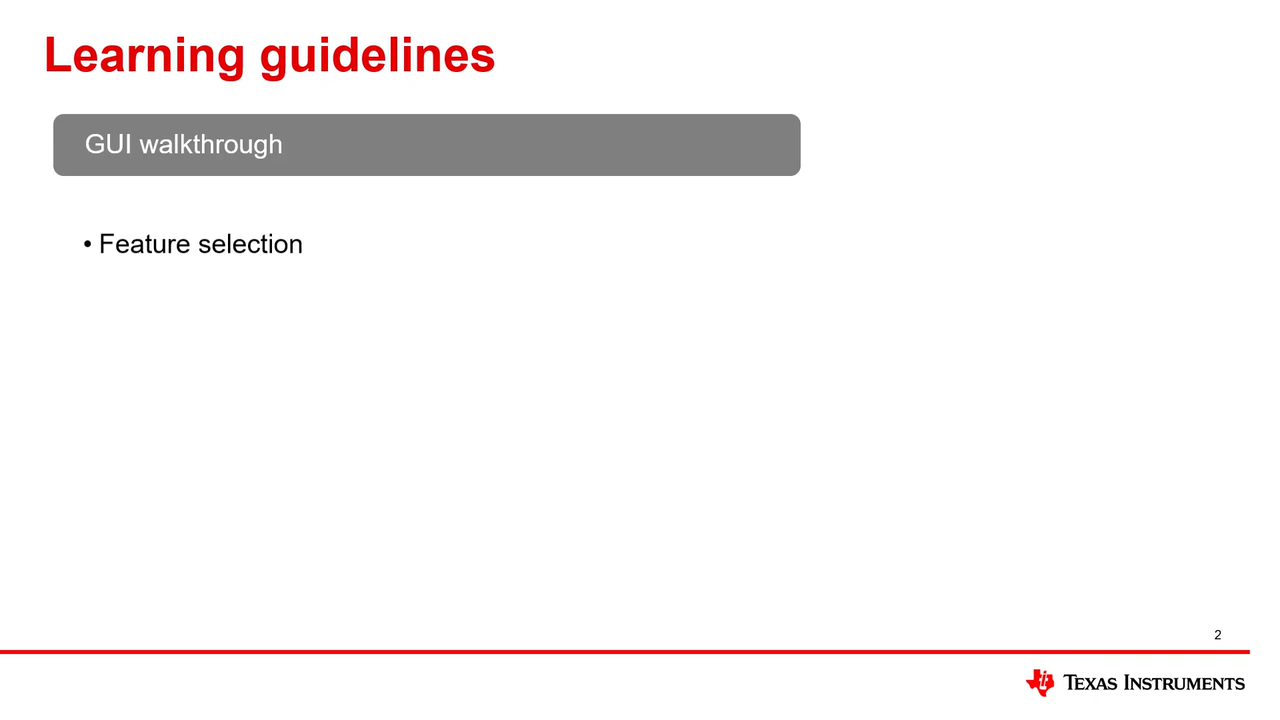 Learning guidelines
GUI walkthrough
• Feature selection
2
TEXAS INSTRUMENTS